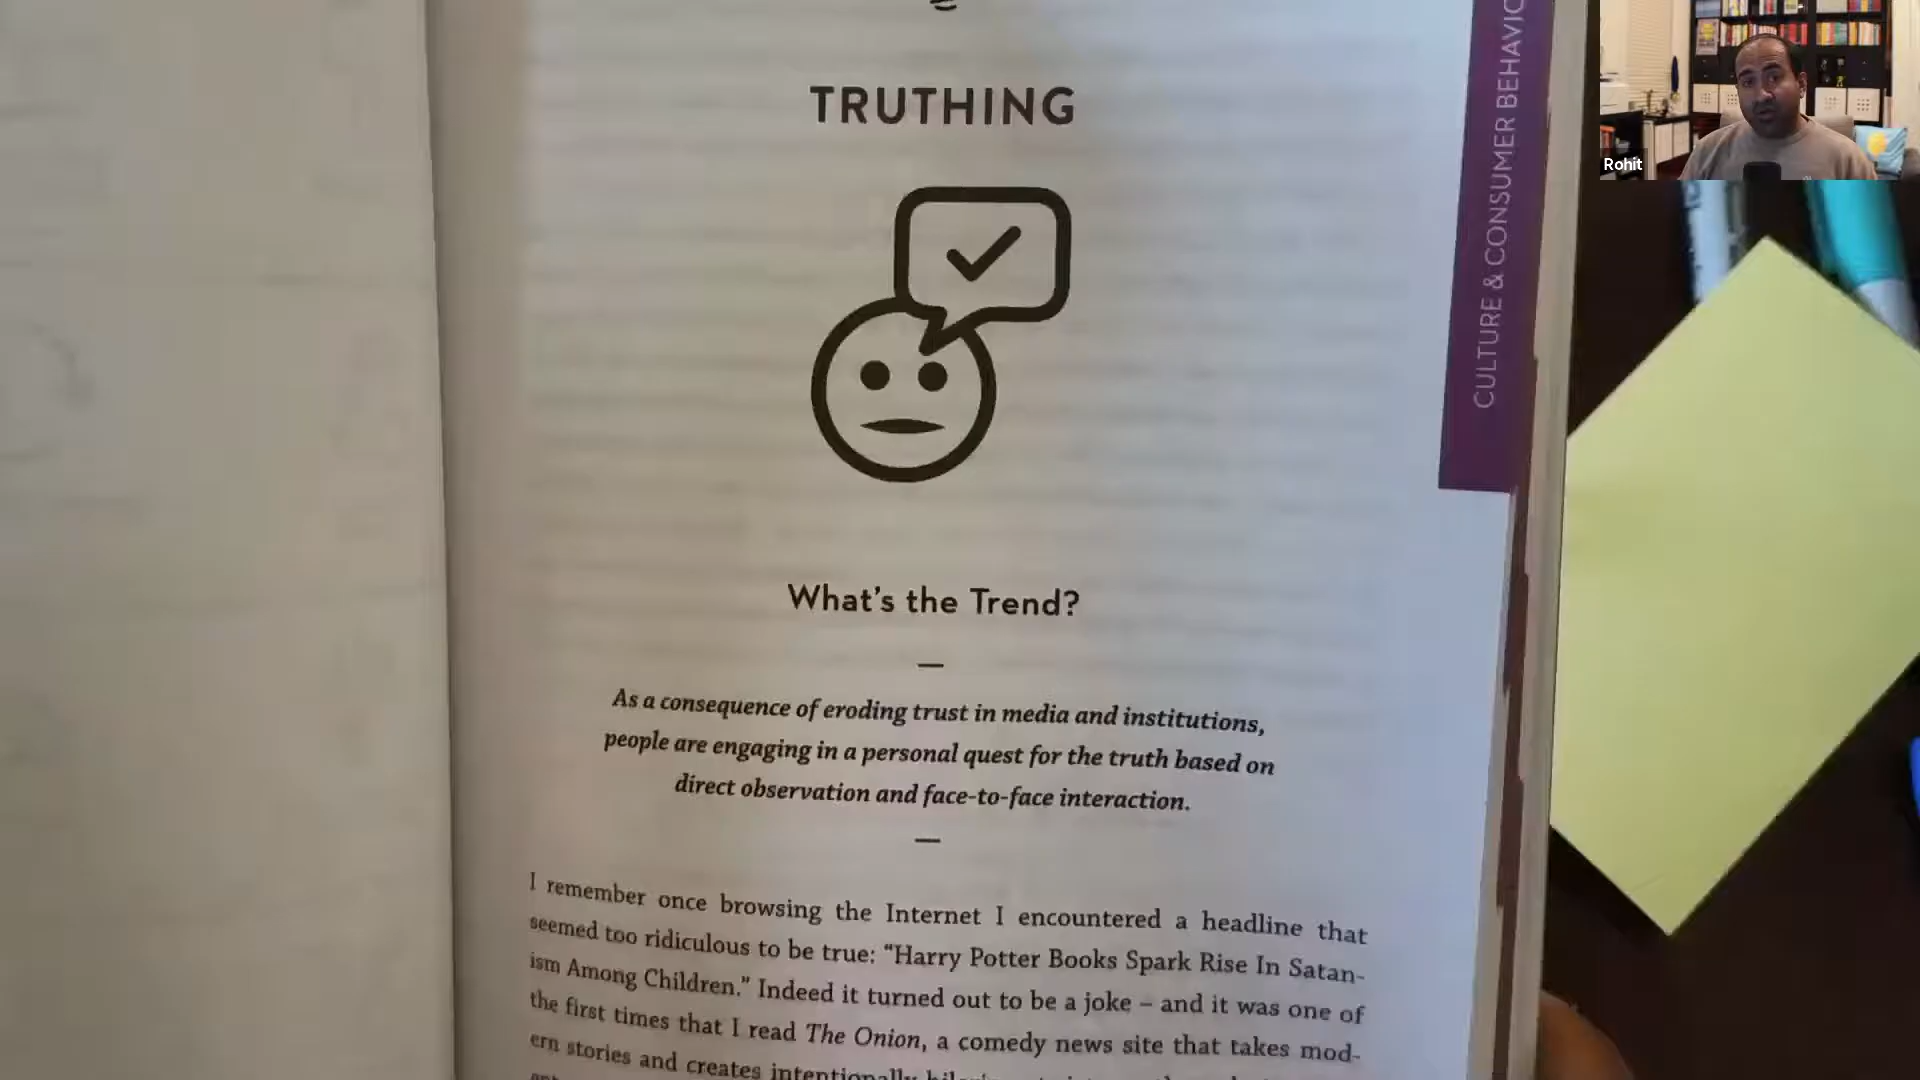 TRUTHING
What's the Trend?
As a consequence of eroding trust in media and institutions,
people are engaging in a personal quest for the truth based on
direct observation and face-to-face interaction.
I remember once browsing the Internet I encountered a headline that
seemed too ridiculous to be true: “Harry Potter Books Spark Rise In Satan-
ism Among Children.” Indeed it turned out to be a joke – and it was one of
the first times that I read The Onion, a comedy news site that takes mod-
ern stories and creates intentionally
CULTURE & CONSUMER
Rohit